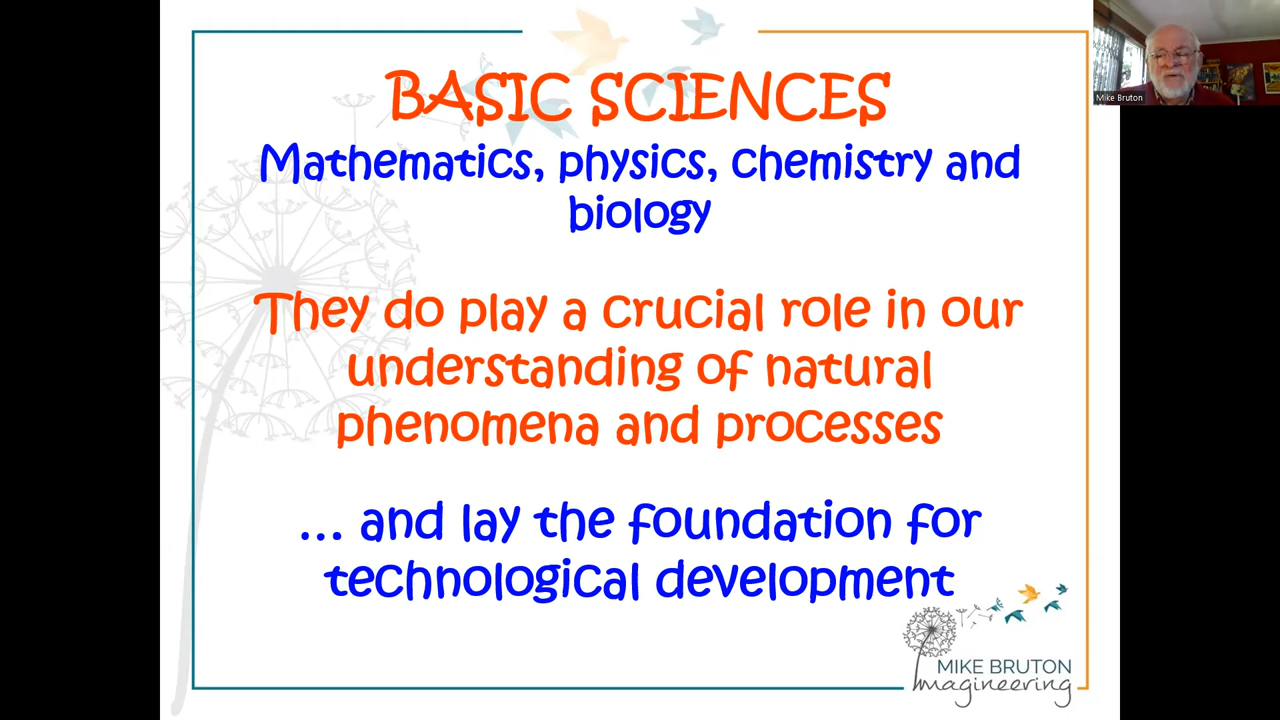 BASIC SCIENCES
Mathematics, physics, chemistry and
biology
They do play a crucial role in our
understanding of natural
phenomena and processes
... and lay the foundation for
technological development
MIKE BRUTON
Imagineering
Mike Bruton